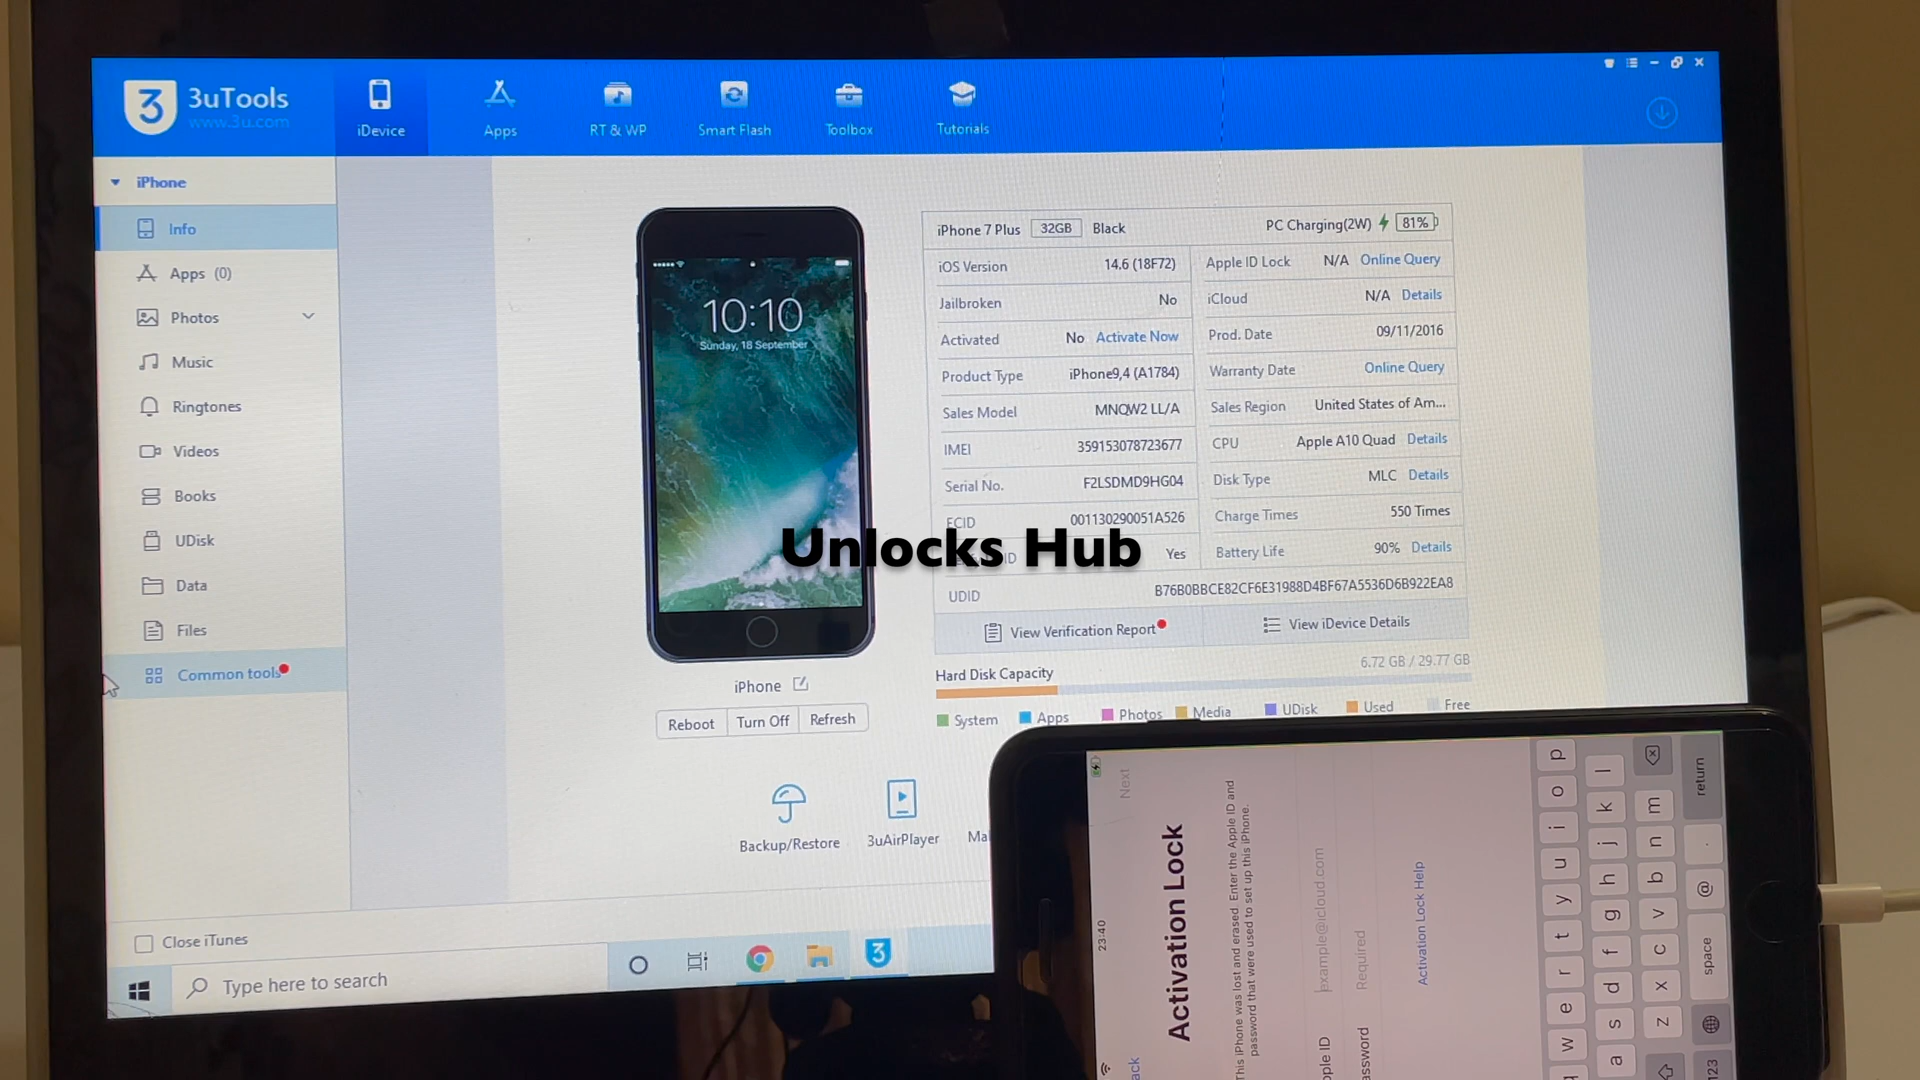 3uTools
www.3u.com
iDevice
Apps
RT & WP
Smart Flash
Toolbox
Tutorials
iPhone
Info
Apps (0)
Photos
Music
Ringtones
Videos
Books
UDisk
Data
Files
Common tools
Close iTunes
Type here to search
10:10
Sunday, 18 September
iPhone
Reboot Turn Off Refresh
Backup/Restore
3uAirPlayer
iPhone 7 Plus 32GB Black
PC Charging(2W) 81%
iOS Version 14.6 (18F72)
Apple ID Lock N/A Online Query
Jailbroken No
iCloud N/A Details
Activated No Activate Now
Prod. Date 09/11/2016
Product Type iPhone9,4 (A1784)
Warranty Date Online Query
Sales Model MNQW2 LL/A
Sales Region United States of Am...
IMEI 359153078723677
CPU Apple A10 Quad Details
Serial No. F2LSDMD9HG04
Disk Type MLC Details
ECID 001130290051A526
Charge Times 550 Times
Yes
Battery Life 90% Details
UDID B76B0BBCE82CF6E31988D4BF67A5536D6B922EA8
View Verification Report
View iDevice Details
Hard Disk Capacity 6.72 GB / 29.77 GB
System Apps Photos Media UDisk Used Free
Unlocks Hub
23:40
Next
Activation Lock
This iPhone was lost and erased. Enter the Apple ID and
password that were used to set up this iPhone.
example@icloud.com
Required
Activation Lock Help
w e r t y u i o p
a s d f g h j k l
z x c v b n m
123 space @ . return